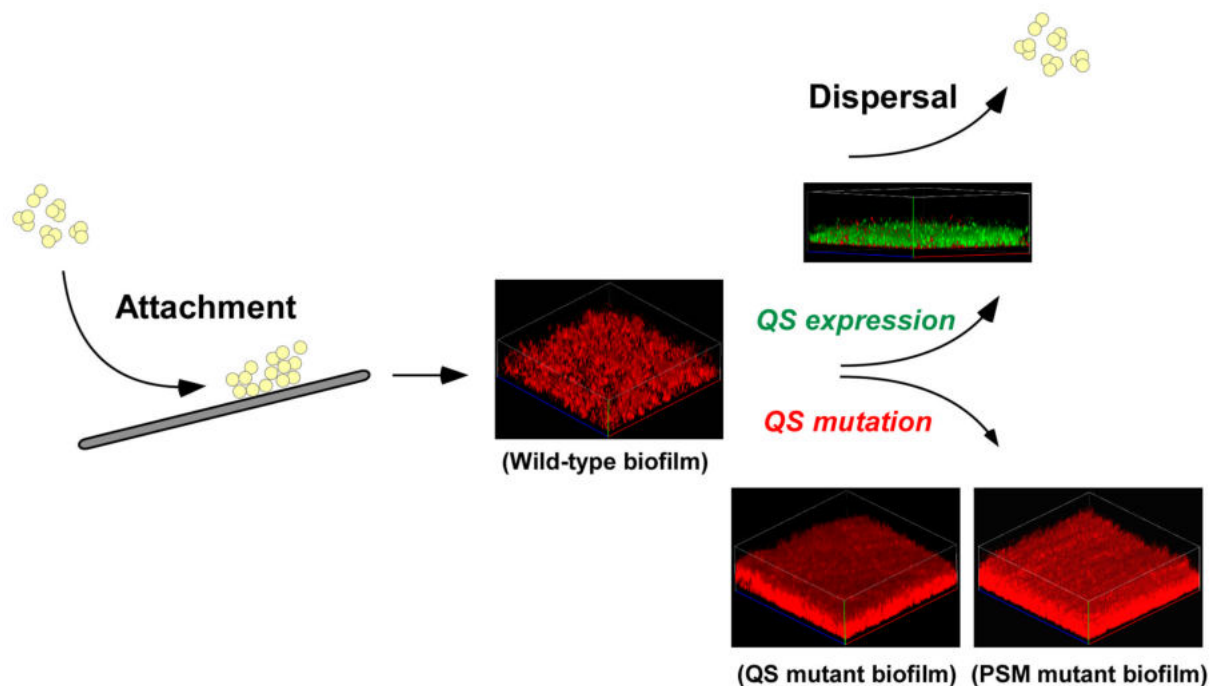 Dispersal
Attachment
QS expression
QS mutation
(Wild-type biofilm)
(QS mutant biofilm)
(PSM mutant biofilm)